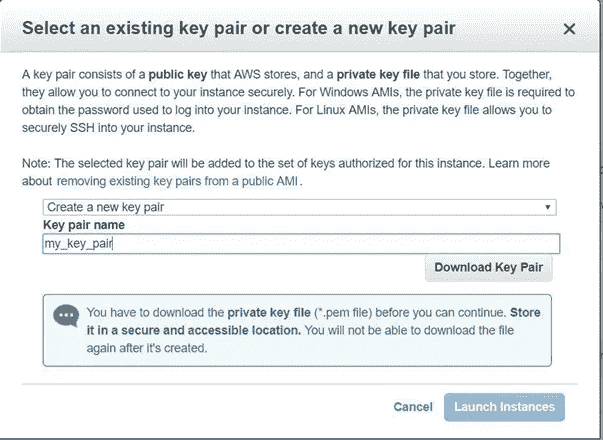 Select an existing key pair or create a new key pair
A key pair consists of a public key that AWS stores, and a private key file that you store. Together,
they allow you to connect to your instance securely. For Windows AMIs, the private key file is required to
obtain the password used to log into your instance. For Linux AMIs, the private key file allows you to
securely SSH into your instance.
Note: The selected key pair will be added to the set of keys authorized for this instance. Learn more
about removing existing key pairs from a public AMI.
Create a new key pair
Key pair name
my_key_pair
Download Key Pair
You have to download the private key file (*.pem file) before you can continue. Store
it in a secure and accessible location. You will not be able to download the file
again after it's created.
Cancel Launch Instances